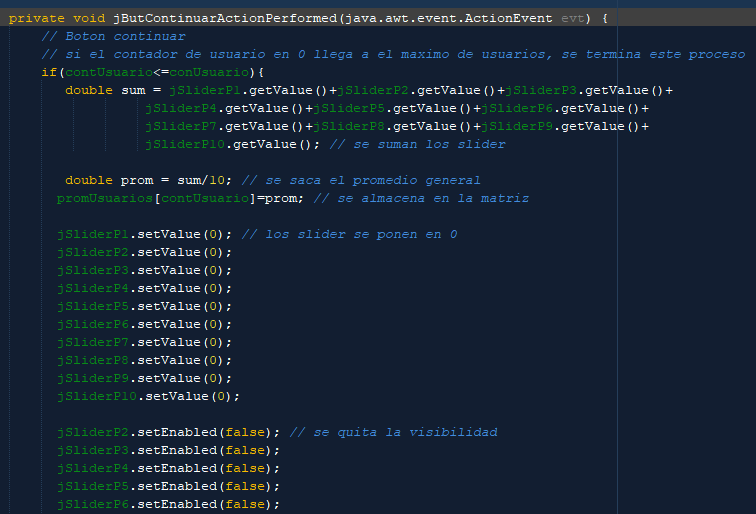 private void jButContinuarActionPerformed(java.awt.event.ActionEvent evt) {
// Boton continuar
// si el contador de usuario en 0 llega a el maximo de usuarios, se termina este proceso
if(contUsuario<=conUsuario){
double sum = jSliderP1.getValue()+jSliderP2.getValue()+jSliderP3.getValue()+
jSliderP4.getValue()+jSliderP5.getValue()+jSliderP6.getValue()+
jSliderP7.getValue()+jSliderP8.getValue()+jSliderP9.getValue()+
jSliderP10.getValue(); // se suman los slider
double prom = sum/10; // se saca el promedio general
promUsuarios[contUsuario]=prom; // se almacena en la matriz
jSliderP1.setValue(0); // los slider se ponen en 0
jSliderP2.setValue(0);
jSliderP3.setValue(0);
jSliderP4.setValue(0);
jSliderP5.setValue(0);
jSliderP6.setValue(0);
jSliderP7.setValue(0);
jSliderP8.setValue(0);
jSliderP9.setValue(0);
jSliderP10.setValue(0);
jSliderP2.setEnabled(false); // se quita la visibilidad
jSliderP3.setEnabled(false);
jSliderP4.setEnabled(false);
jSliderP5.setEnabled(false);
jSliderP6.setEnabled(false);